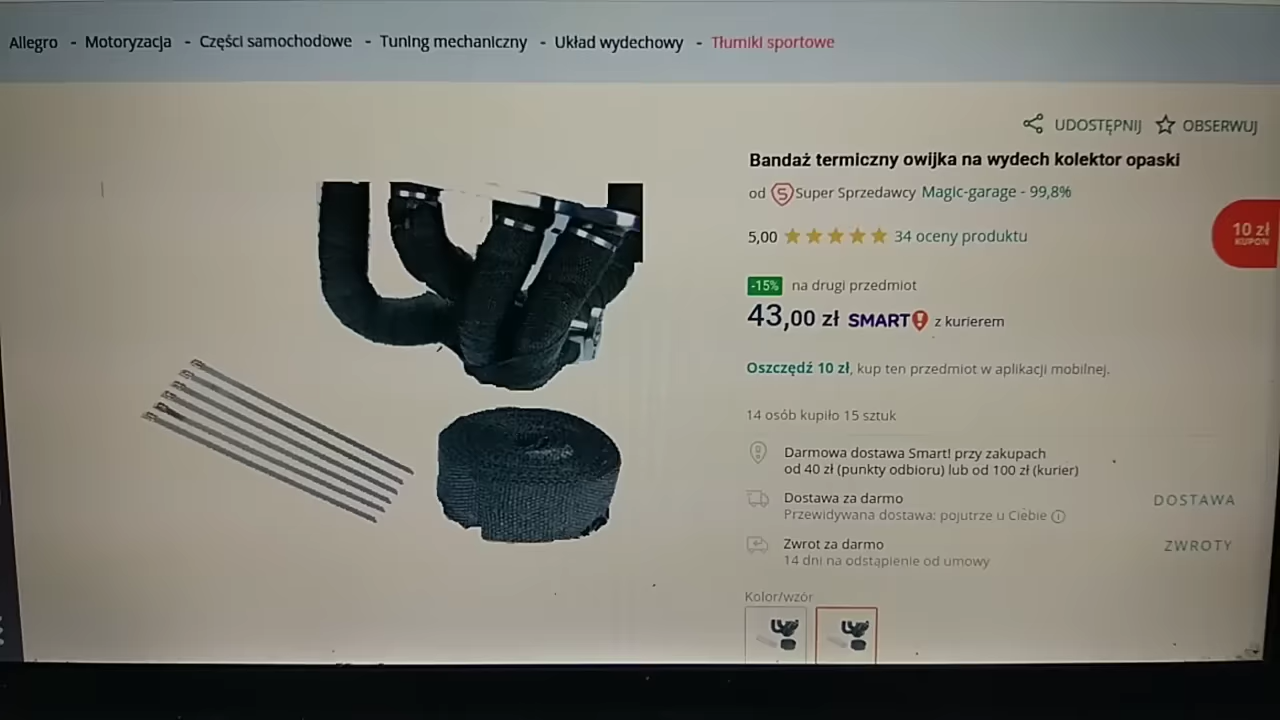 Allegro - Motoryzacja - Części samochodowe - Tuning mechaniczny - Układ wydechowy - Tłumiki sportowe
UDOSTĘPNIJ OBSERWUJ
Bandaż termiczny owijka na wydech kolektor opaski
od Super Sprzedawcy Magic-garage - 99,8%
5,00 34 oceny produktu
10 zł
KUPON
-15% na drugi przedmiot
43,00 zł SMART! z kurierem
Oszczędź 10 zł, kup ten przedmiot w aplikacji mobilnej.
14 osób kupiło 15 sztuk
Darmowa dostawa Smart! przy zakupach
od 40 zł (punkty odbioru) lub od 100 zł (kurier)
Dostawa za darmo DOSTAWA
Przewidywana dostawa: pojutrze u Ciebie
Zwrot za darmo ZWROTY
14 dni na odstąpienie od umowy
Kolor/wzór